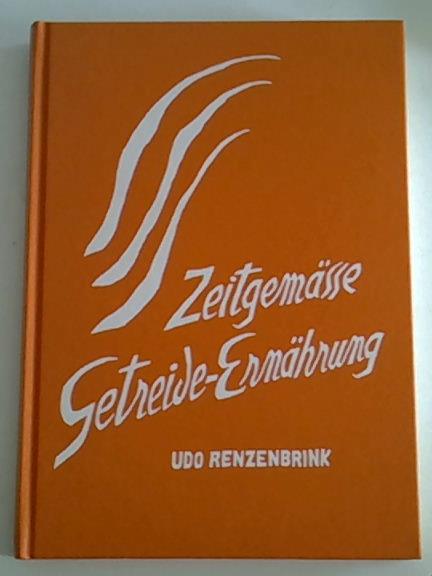 Zeitgemässe
Getreide-Ernährung
UDO RENZENBRINK